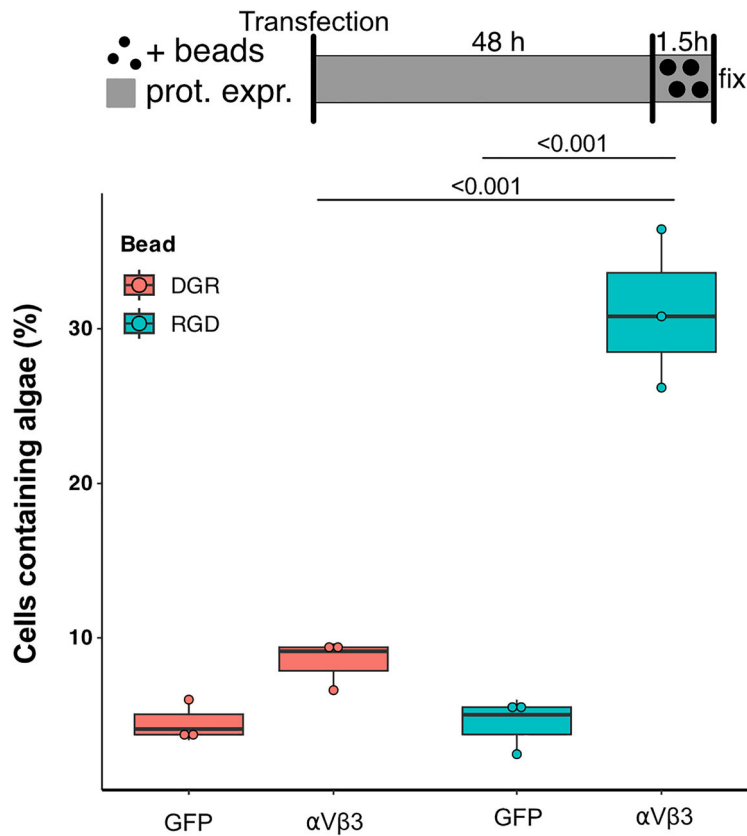 Transfection
+ beads
48 h
1.5h
prot. expr.
fix
<0.001
<0.001
Bead
DGR
RGD
Cells containing algae (%)
30
20
10
GFP
αVβ3
GFP
αVβ3